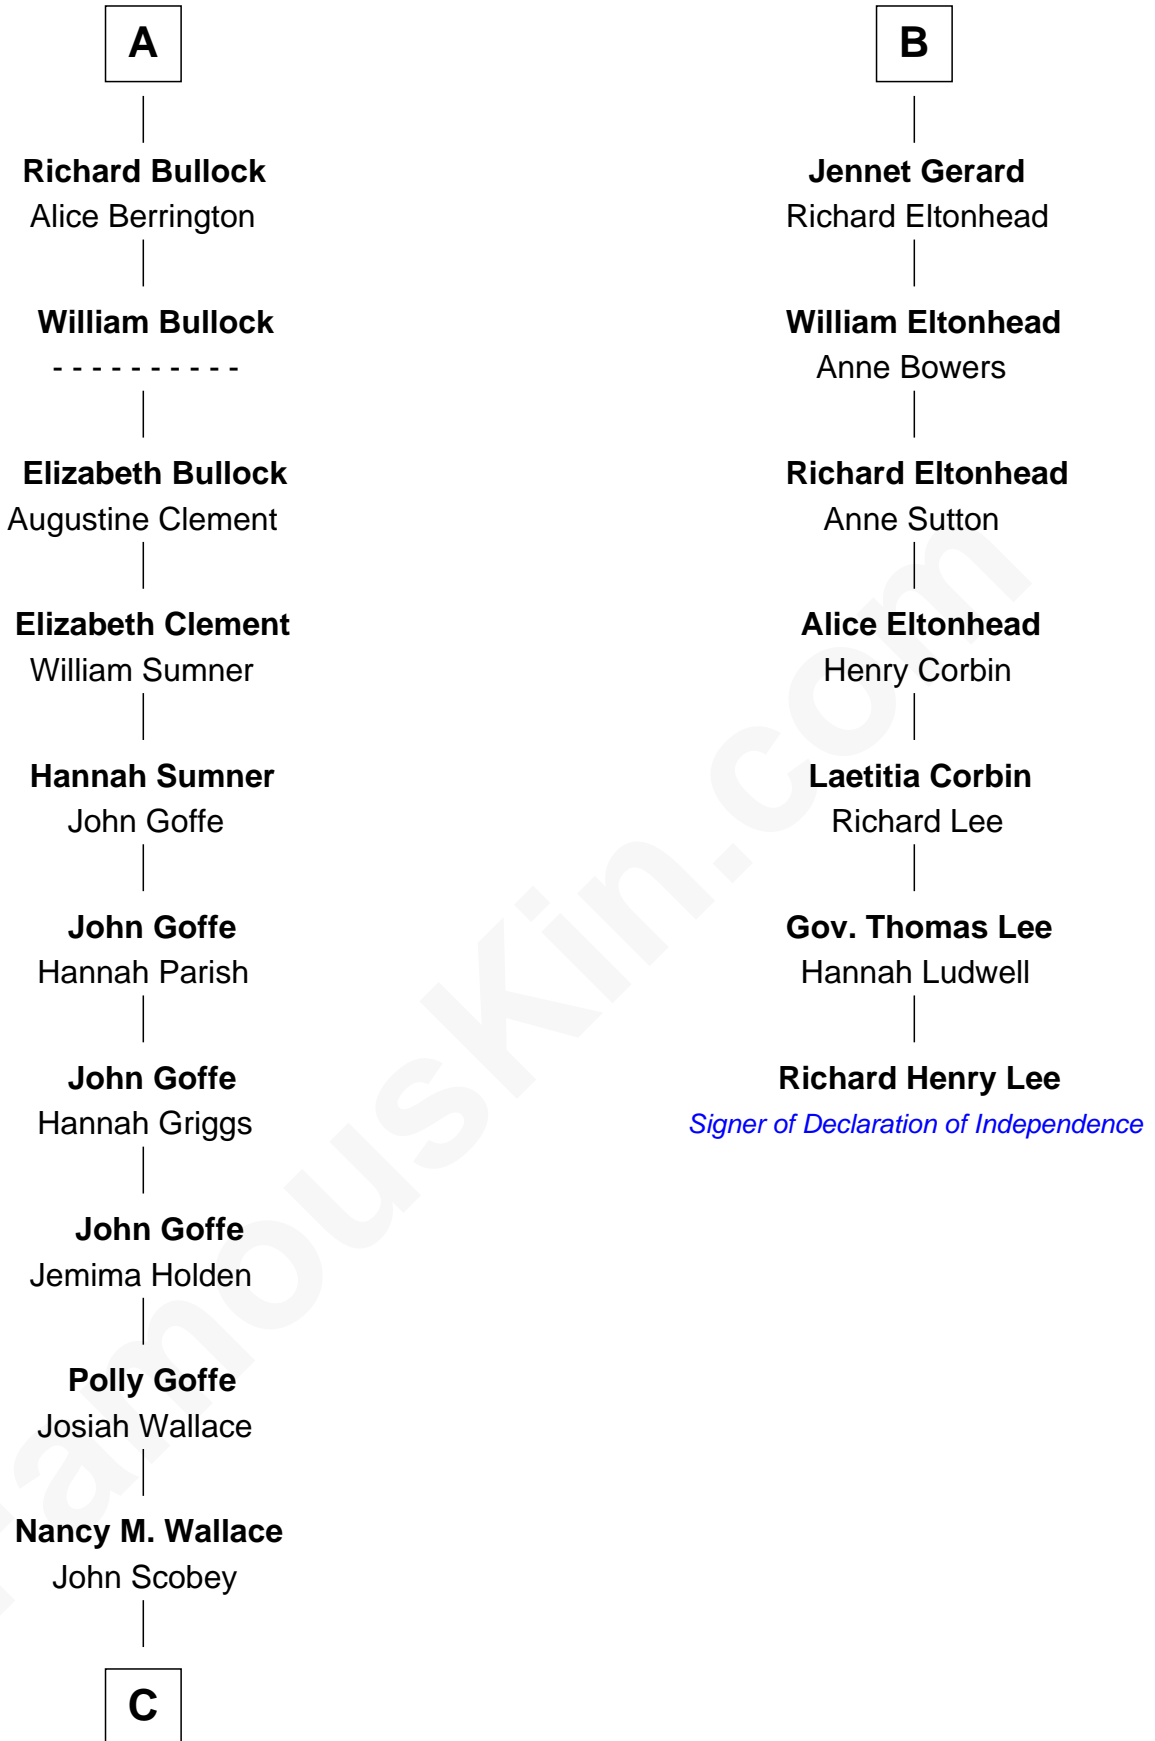 A
Richard Bullock
Alice Berrington
William Bullock
- - - - - - - - - -
Elizabeth Bullock
Augustine Clement
Elizabeth Clement
William Sumner
Hannah Sumner
John Goffe
John Goffe
Hannah Parish
John Goffe
Hannah Griggs
John Goffe
Jemima Holden
Polly Goffe
Josiah Wallace
Nancy M. Wallace
John Scobey
C
B
Jennet Gerard
Richard Eltonhead
William Eltonhead
Anne Bowers
Richard Eltonhead
Anne Sutton
Alice Eltonhead
Henry Corbin
Laetitia Corbin
Richard Lee
Gov. Thomas Lee
Hannah Ludwell
Richard Henry Lee
Signer of Declaration of Independence
FamousKin.com